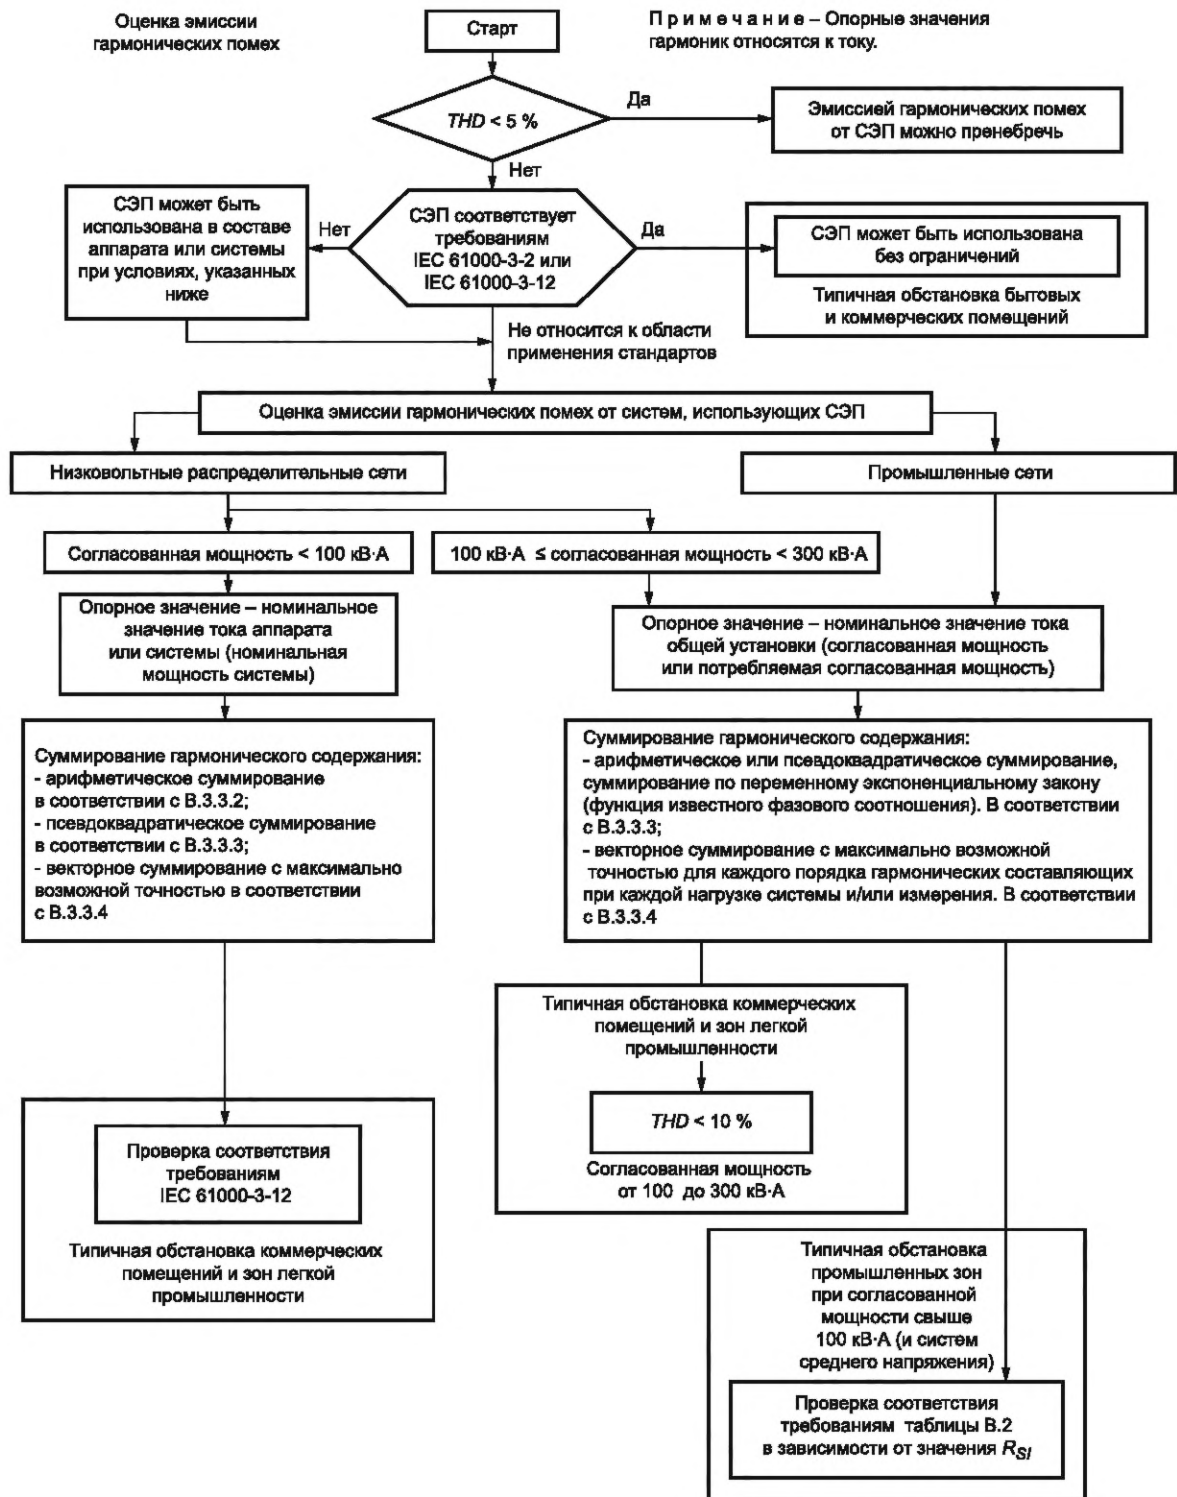 Оценка эмиссии
гармонических помех
Старт
П р и м е ч а н и е – Опорные значения
гармоник относятся к току.
THD < 5 %
Да
Эмиссией гармонических помех
от СЭП можно пренебречь
Нет
СЭП может быть
использована в составе
аппарата или системы
при условиях, указанных
ниже
Нет
СЭП соответствует
требованиям
IEC 61000-3-2 или
IEC 61000-3-12
Да
СЭП может быть использована
без ограничений
Типичная обстановка бытовых
и коммерческих помещений
Не относится к области
применения стандартов
Оценка эмиссии гармонических помех от систем, использующих СЭП
Низковольтные распределительные сети
Промышленные сети
Согласованная мощность < 100 кВ·А
100 кВ·А ≤ согласованная мощность < 300 кВ·А
Опорное значение – номинальное
значение тока аппарата
или системы (номинальная
мощность системы)
Опорное значение – номинальное значение тока
общей установки (согласованная мощность
или потребляемая согласованная мощность)
Суммирование гармонического содержания:
- арифметическое суммирование
в соответствии с B.3.3.2;
- псевдоквадратическое суммирование
в соответствии с B.3.3.3;
- векторное суммирование с максимально
возможной точностью в соответствии
с B.3.3.4
Суммирование гармонического содержания:
- арифметическое или псевдоквадратическое суммирование,
суммирование по переменному экспоненциальному закону
(функция известного фазового соотношения). В соответствии
с B.3.3.3;
- векторное суммирование с максимально возможной
точностью для каждого порядка гармонических составляющих
при каждой нагрузке системы и/или измерения. В соответствии
с B.3.3.4
Типичная обстановка коммерческих
помещений и зон легкой
промышленности
THD < 10 %
Согласованная мощность
от 100 до 300 кВ·А
Проверка соответствия
требованиям
IEC 61000-3-12
Типичная обстановка коммерческих
помещений и зон легкой
промышленности
Типичная обстановка
промышленных зон
при согласованной
мощности свыше
100 кВ·А (и систем
среднего напряжения)
Проверка соответствия
требованиям таблицы B.2
в зависимости от значения R_SI